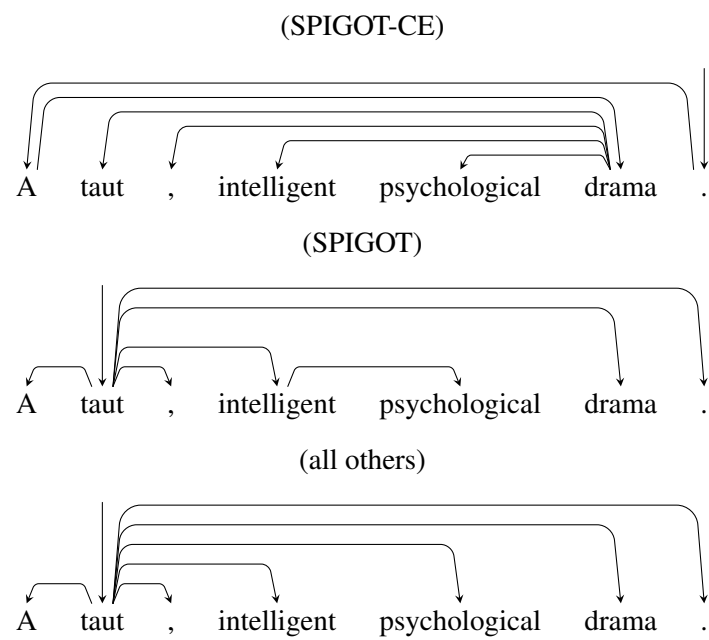 (SPIGOT-CE)
A taut , intelligent psychological drama .
(SPIGOT)
A taut , intelligent psychological drama .
(all others)
A taut , intelligent psychological drama .